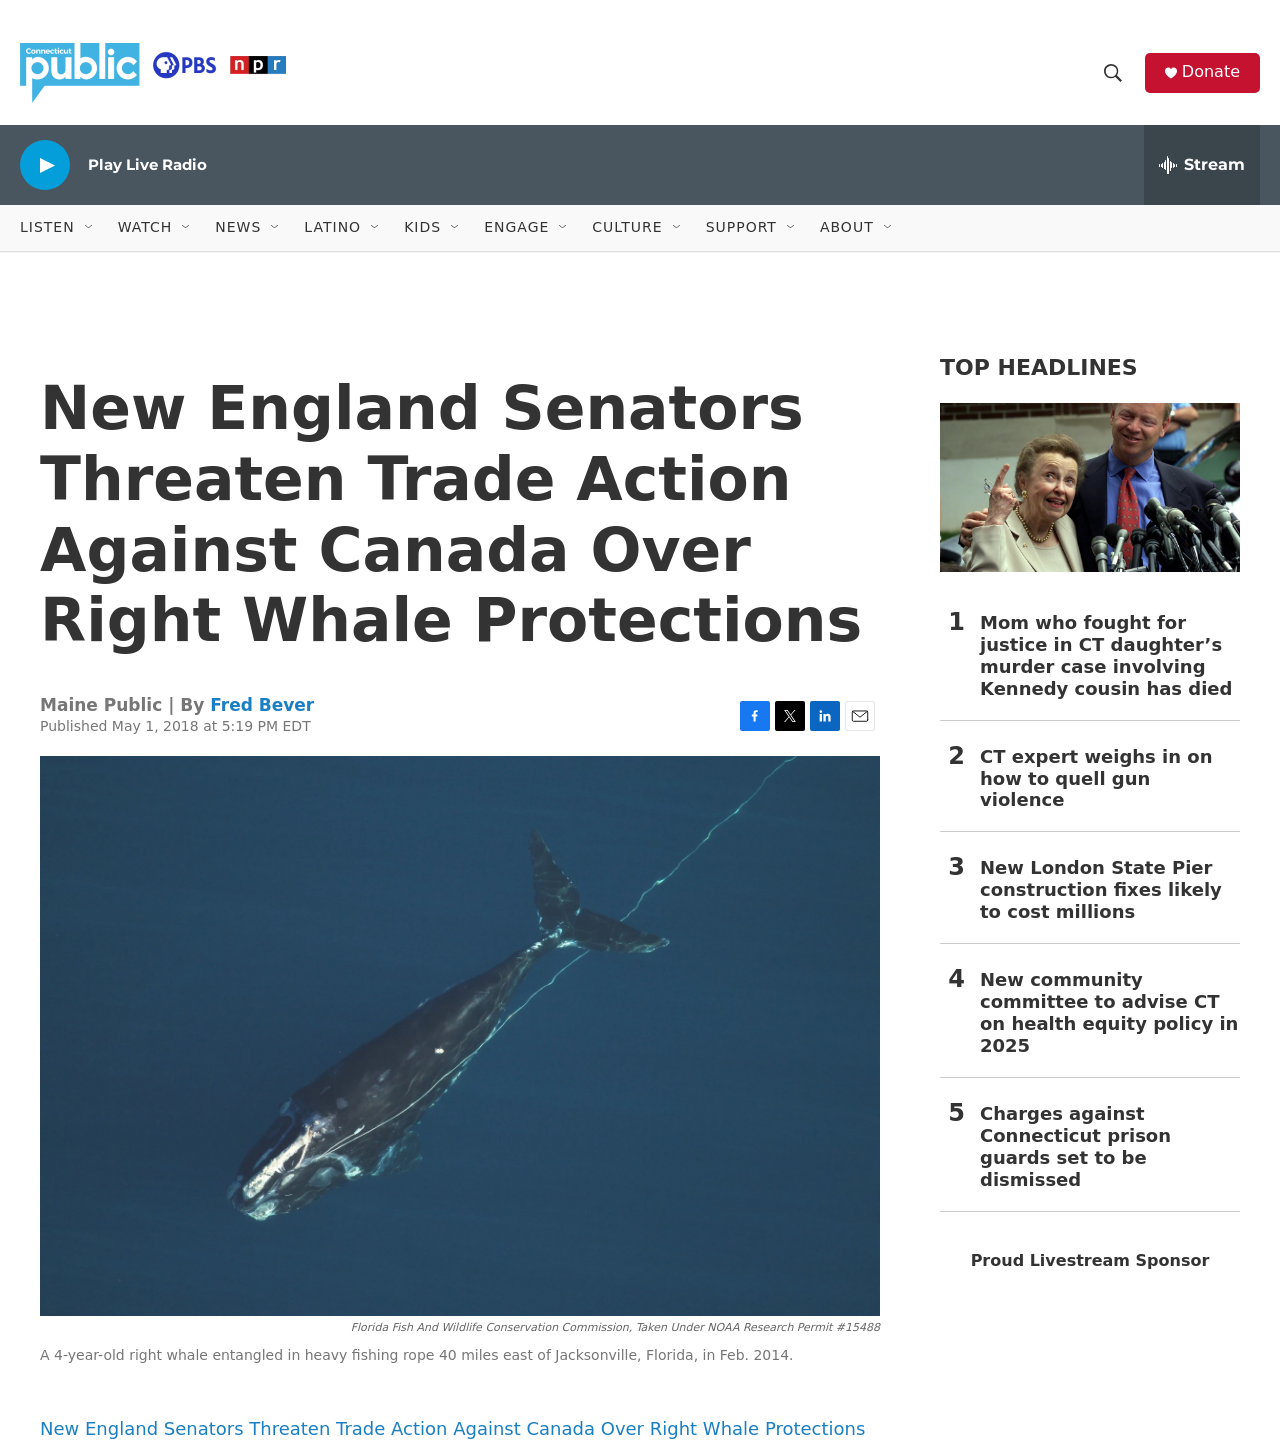 Connecticut
public
PBS
npr
Donate
Play Live Radio
Stream
LISTEN
WATCH
NEWS
LATINO
KIDS
ENGAGE
CULTURE
SUPPORT
ABOUT
New England Senators
Threaten Trade Action
Against Canada Over
Right Whale Protections
Maine Public | By Fred Bever
Published May 1, 2018 at 5:19 PM EDT
Florida Fish And Wildlife Conservation Commission, Taken Under NOAA Research Permit #15488
A 4-year-old right whale entangled in heavy fishing rope 40 miles east of Jacksonville, Florida, in Feb. 2014.
New England Senators Threaten Trade Action Against Canada Over Right Whale Protections
TOP HEADLINES
1 Mom who fought for
justice in CT daughter’s
murder case involving
Kennedy cousin has died
2 CT expert weighs in on
how to quell gun
violence
3 New London State Pier
construction fixes likely
to cost millions
4 New community
committee to advise CT
on health equity policy in
2025
5 Charges against
Connecticut prison
guards set to be
dismissed
Proud Livestream Sponsor